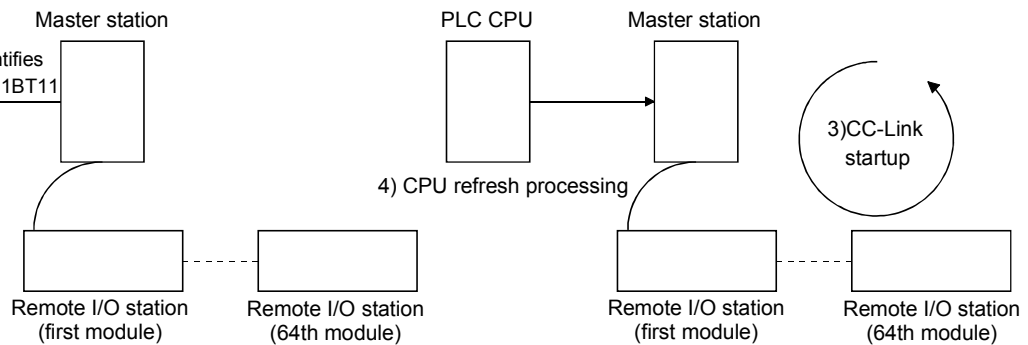 Master station
ntifies
1BT11
Remote I/O station
(first module)
Remote I/O station
(64th module)
PLC CPU
Master station
3)CC-Link
startup
4) CPU refresh processing
Remote I/O station
(first module)
Remote I/O station
(64th module)